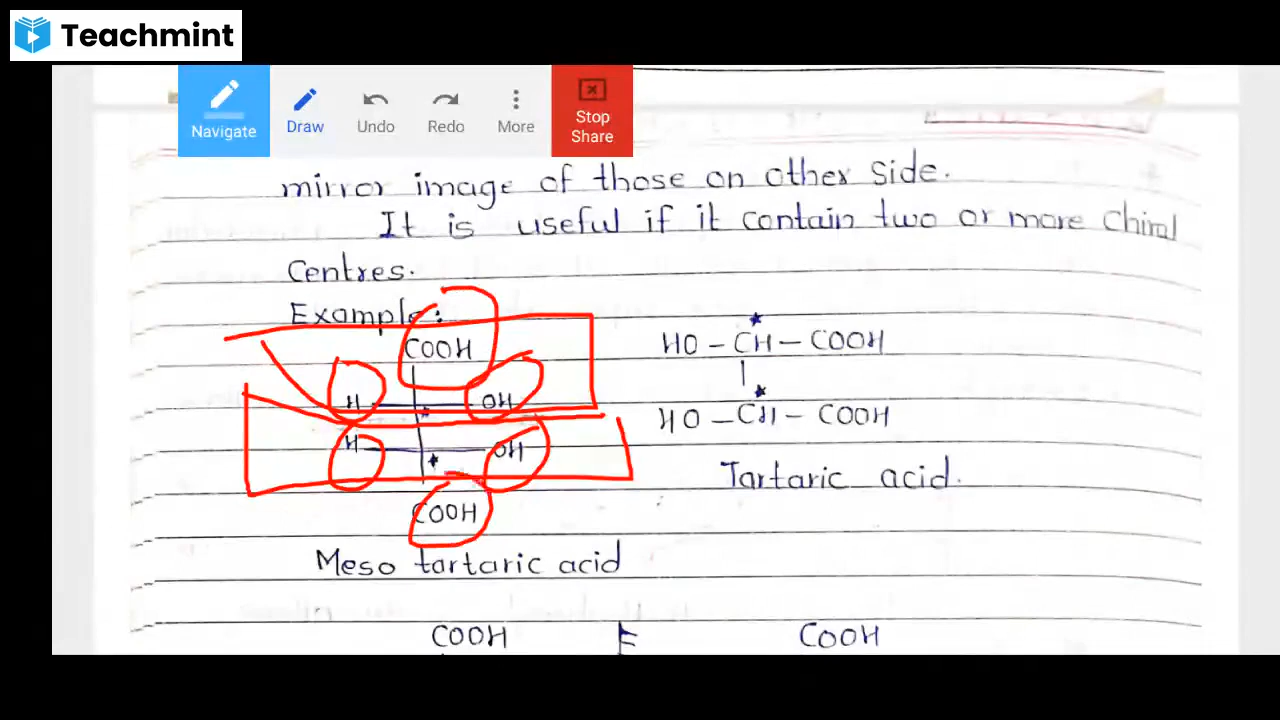 Teachmint
Navigate Draw Undo Redo More Stop Share
mirror image of those on other side.
It is useful if it contain two or more Chiral
Centres.
Example:
COOH
H OH
H OH
COOH
Meso tartaric acid
HO - CH - COOH
|
HO - CH - COOH
Tartaric acid.
COOH COOH